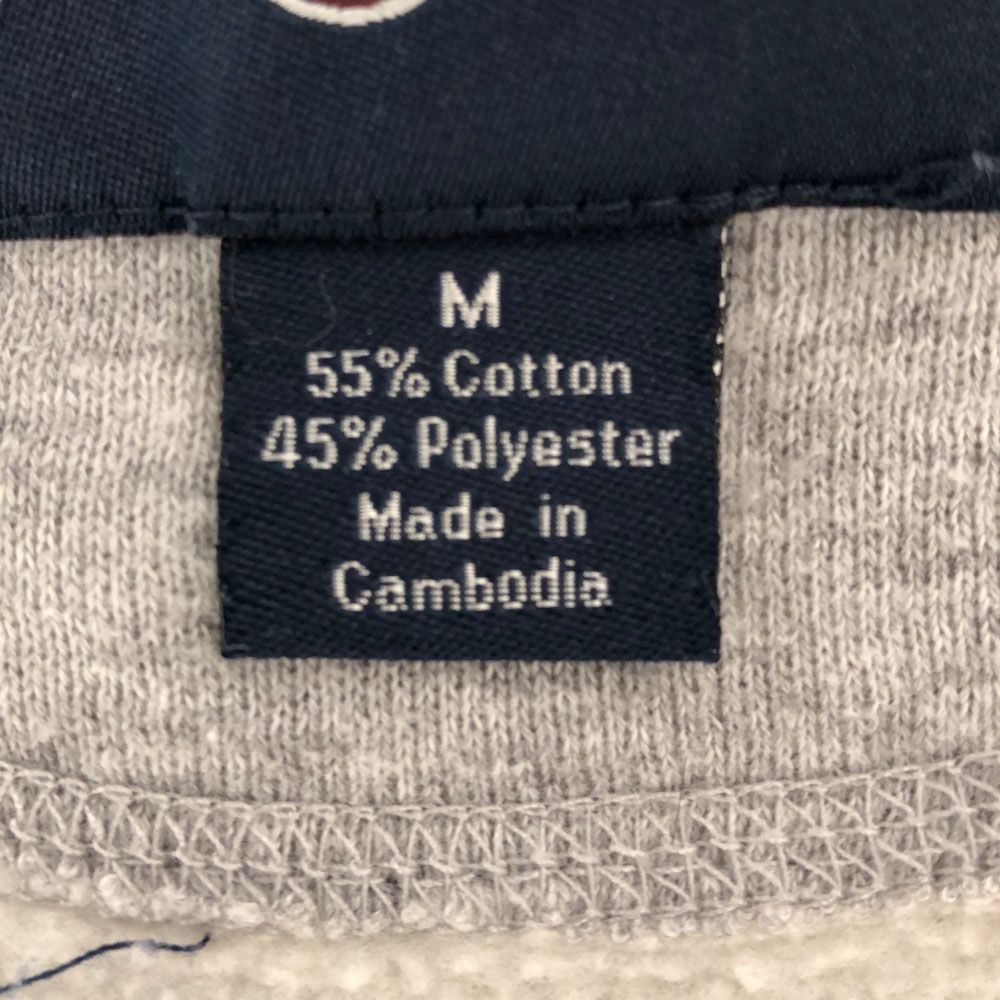 M
55% Cotton
45% Polyester
Made in
Cambodia